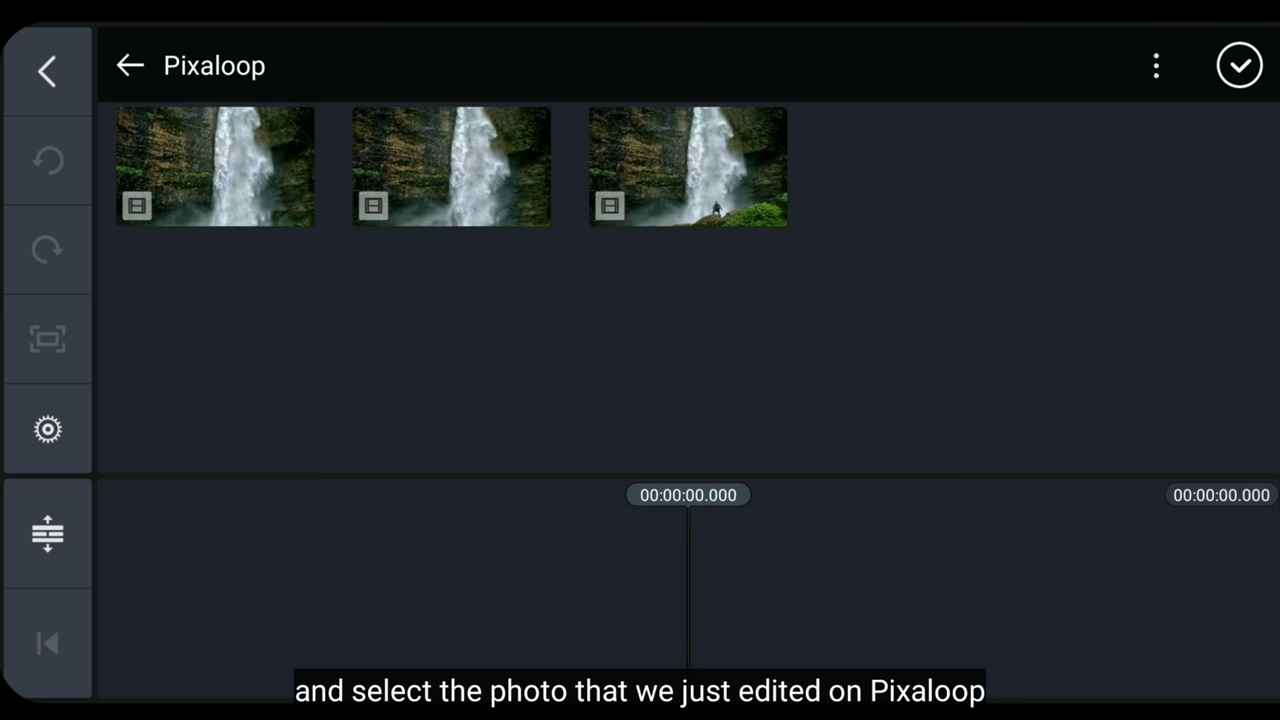 Pixaloop
00:00:00.000
00:00:00.000
and select the photo that we just edited on Pixaloop